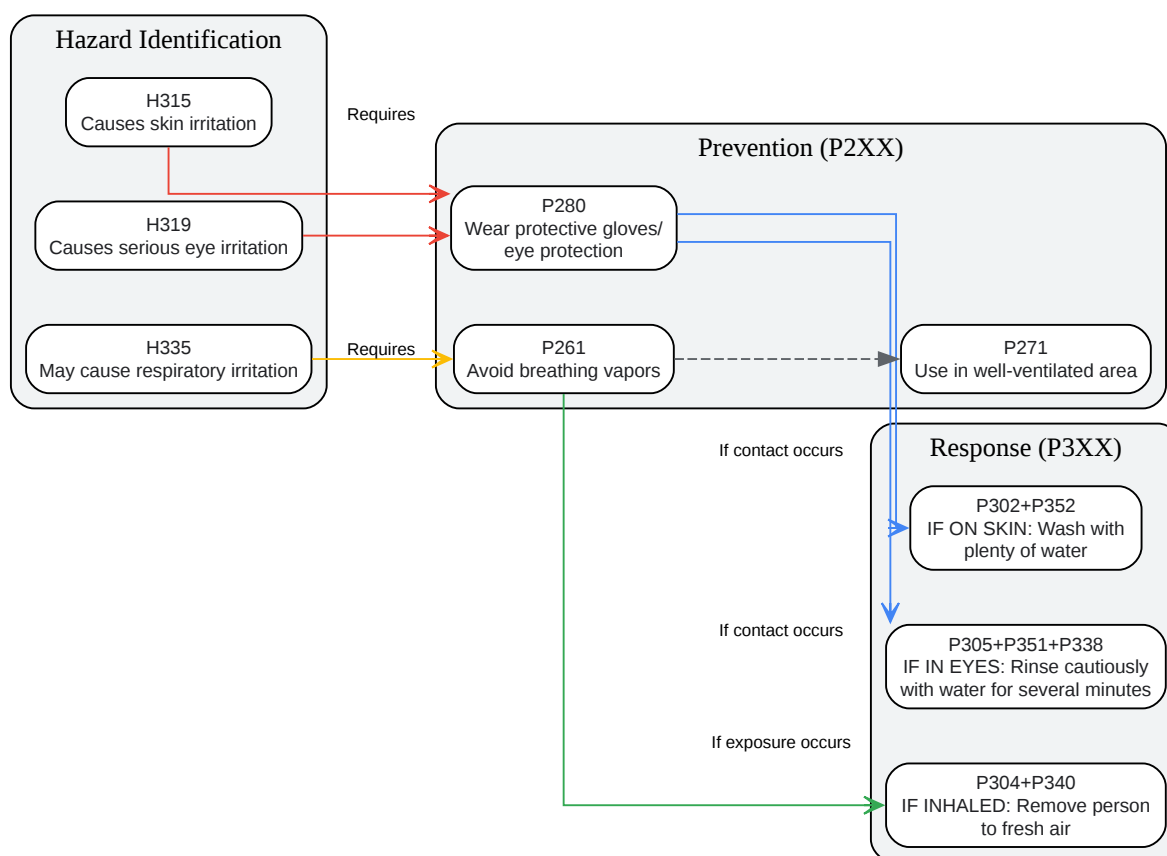 Hazard Identification
H315
Causes skin irritation
Requires
H319
Causes serious eye irritation
H335
May cause respiratory irritation
Requires
Prevention (P2XX)
P280
Wear protective gloves/
eye protection
P261
Avoid breathing vapors
P271
Use in well-ventilated area
If contact occurs
Response (P3XX)
P302+P352
IF ON SKIN: Wash with
plenty of water
If contact occurs
P305+P351+P338
IF IN EYES: Rinse cautiously
with water for several minutes
If exposure occurs
P304+P340
IF INHALED: Remove person
to fresh air